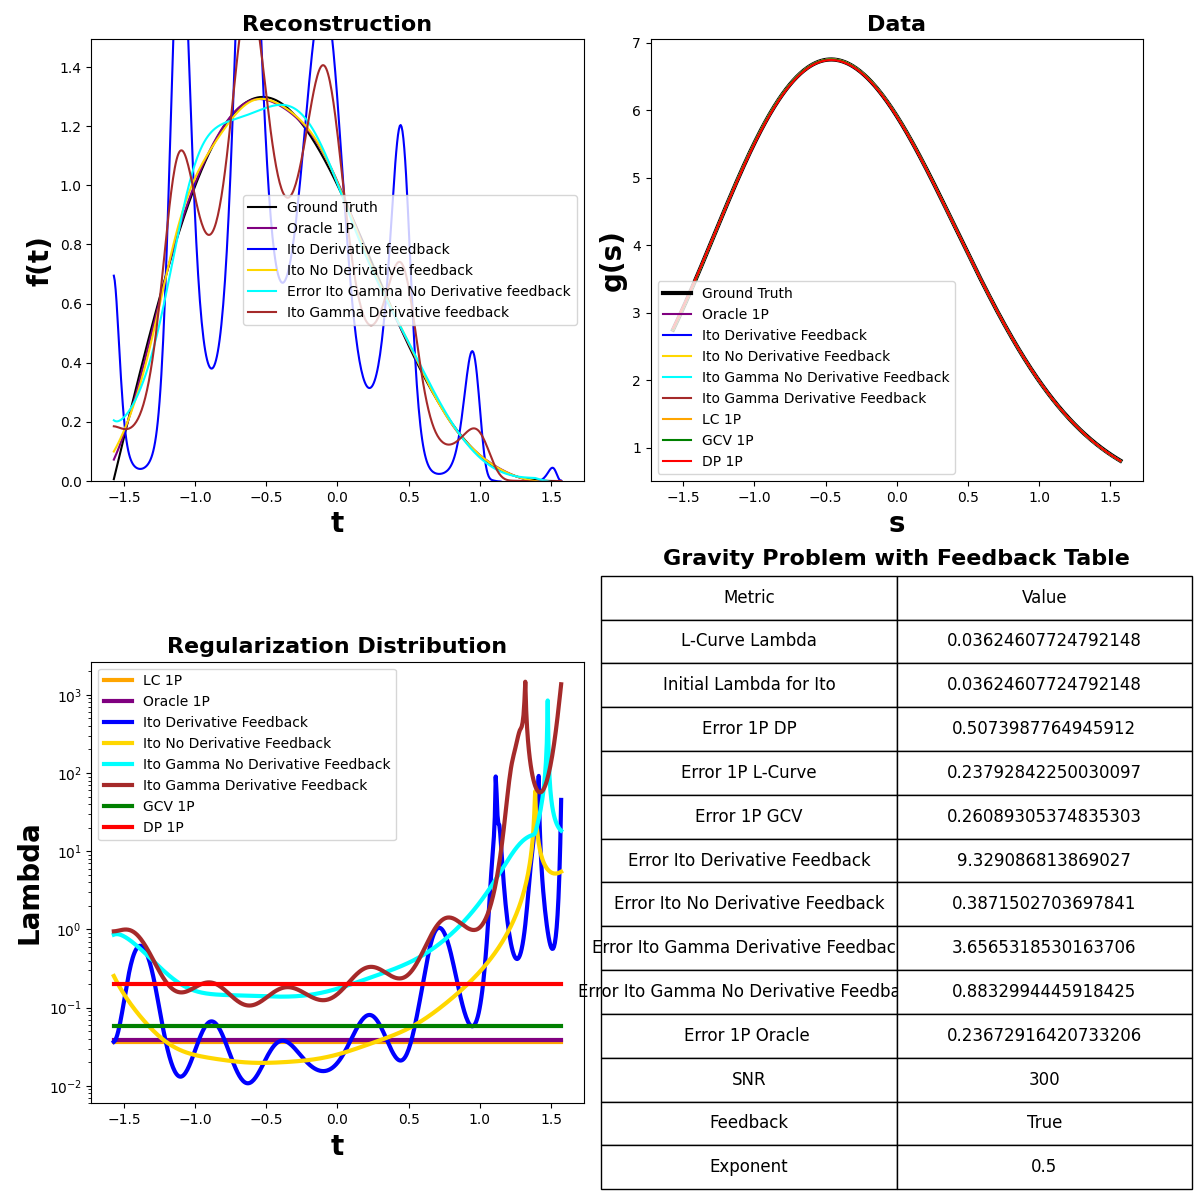 Reconstruction
f(t)
1.4
1.2
1.0
0.8
0.6
0.4
0.2
0.0
Ground Truth
Oracle 1P
Ito Derivative feedback
Ito No Derivative feedback
Error Ito Gamma No Derivative feedback
Ito Gamma Derivative feedback
−1.5 −1.0 −0.5 0.0 0.5 1.0 1.5
t
Data
g(s)
7
6
5
4
3
2
1
Ground Truth
Oracle 1P
Ito Derivative Feedback
Ito No Derivative Feedback
Ito Gamma No Derivative Feedback
Ito Gamma Derivative Feedback
LC 1P
GCV 1P
DP 1P
−1.5 −1.0 −0.5 0.0 0.5 1.0 1.5
s
Regularization Distribution
Lambda
10³
10²
10¹
10⁰
10⁻¹
10⁻²
LC 1P
Oracle 1P
Ito Derivative Feedback
Ito No Derivative Feedback
Ito Gamma No Derivative Feedback
Ito Gamma Derivative Feedback
GCV 1P
DP 1P
−1.5 −1.0 −0.5 0.0 0.5 1.0 1.5
t
Gravity Problem with Feedback Table
Metric Value
L-Curve Lambda 0.03624607724792148
Initial Lambda for Ito 0.03624607724792148
Error 1P DP 0.5073987764945912
Error 1P L-Curve 0.23792842250030097
Error 1P GCV 0.26089305374835303
Error Ito Derivative Feedback 9.329086813869027
Error Ito No Derivative Feedback 0.3871502703697841
Error Ito Gamma Derivative Feedbac 3.6565318530163706
Error Ito Gamma No Derivative Feedba 0.8832994445918425
Error 1P Oracle 0.23672916420733206
SNR 300
Feedback True
Exponent 0.5